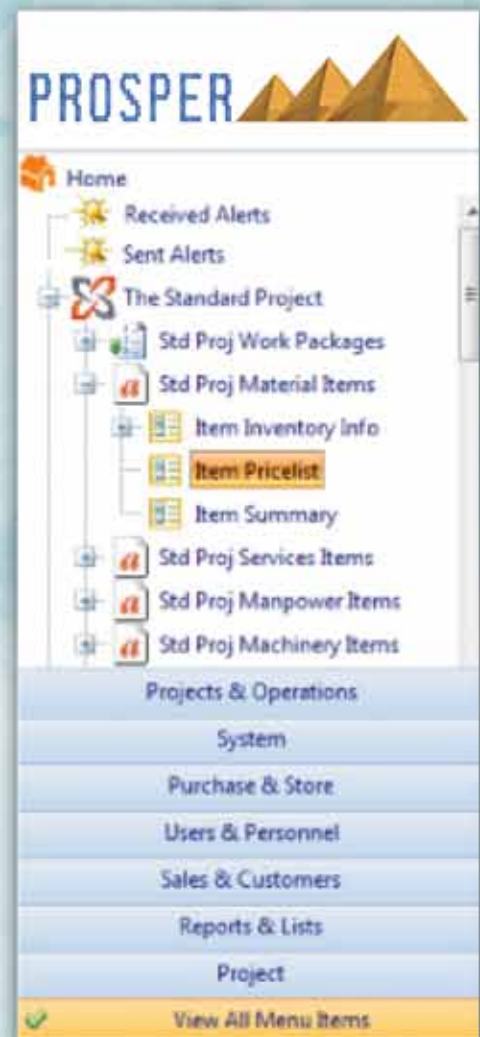 PROSPER
Home
Received Alerts
Sent Alerts
The Standard Project
Std Proj Work Packages
Std Proj Material Items
Item Inventory Info
Item Pricelist
Item Summary
Std Proj Services Items
Std Proj Manpower Items
Std Proj Machinery Items
Projects & Operations
System
Purchase & Store
Users & Personnel
Sales & Customers
Reports & Lists
Project
View All Menu Items